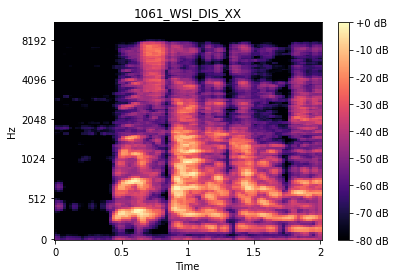 1061_WSI_DIS_XX
Hz
8192
4096
2048
1024
512
0
0
0.5
1
1.5
2
Time
+0 dB
-10 dB
-20 dB
-30 dB
-40 dB
-50 dB
-60 dB
-70 dB
-80 dB